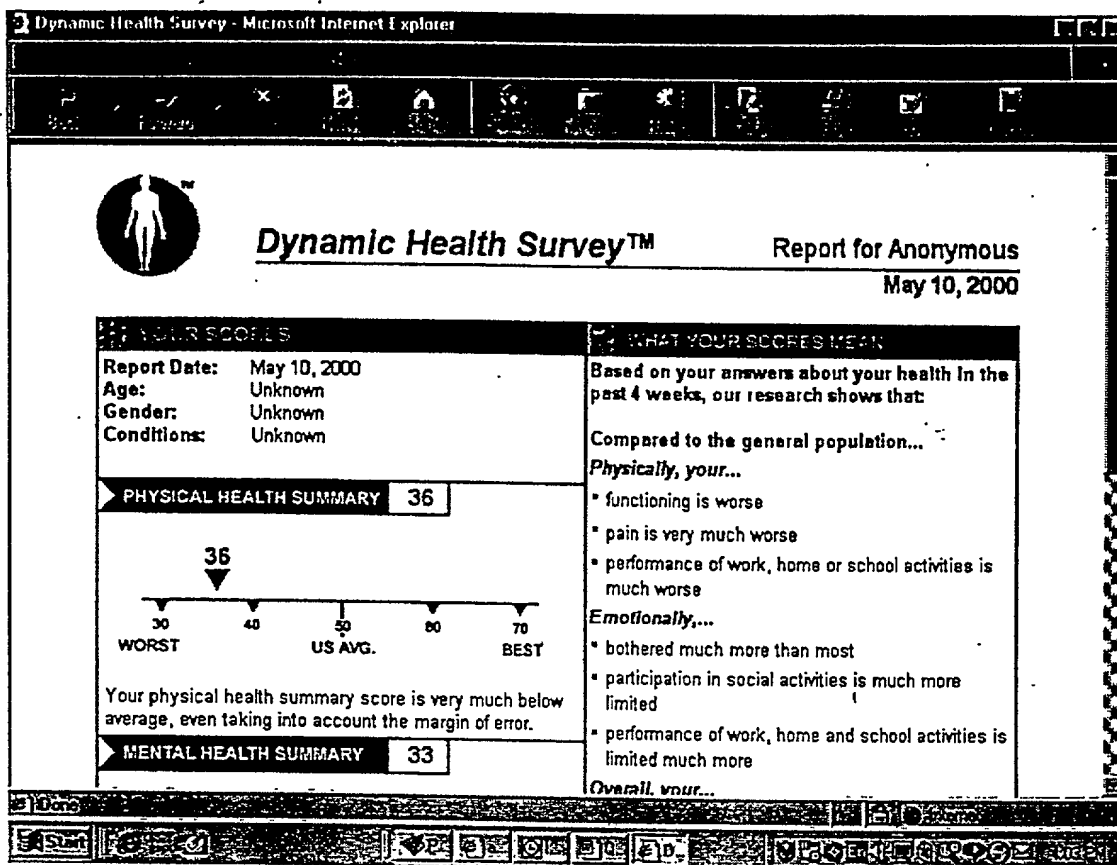 Dynamic Health Survey - Microsoft Internet Explorer
Dynamic Health Survey™
Report for Anonymous
May 10, 2000
YOUR SCORES
Report Date: May 10, 2000
Age: Unknown
Gender: Unknown
Conditions: Unknown
PHYSICAL HEALTH SUMMARY 36
36
30 40 50 60 70
WORST US AVG. BEST
Your physical health summary score is very much below
average, even taking into account the margin of error.
MENTAL HEALTH SUMMARY 33
WHAT YOUR SCORES MEAN
Based on your answers about your health in the
past 4 weeks, our research shows that:
Compared to the general population...
Physically, your...
functioning is worse
pain is very much worse
performance of work, home or school activities is
much worse
Emotionally,...
bothered much more than most
participation in social activities is much more
limited
performance of work, home and school activities is
limited much more
Overall, your...
Done
Internet
Start